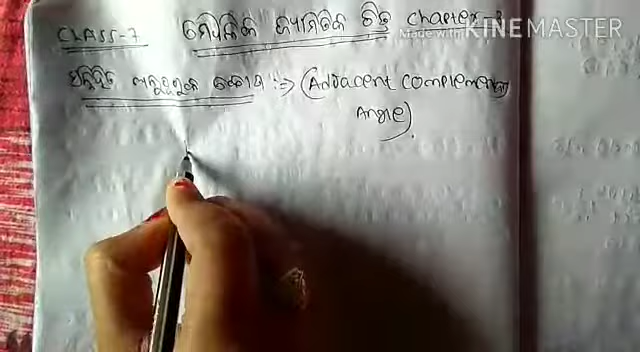 CLASS-7 ମୌଳିକ ଜ୍ୟାମିତିକ ଚିତ୍ର Chapter-
Made with KINEMASTER
ସନ୍ନିହିତ ଅନୁପୂରକ କୋଣ :→ (Adjacent complementary
Angle).